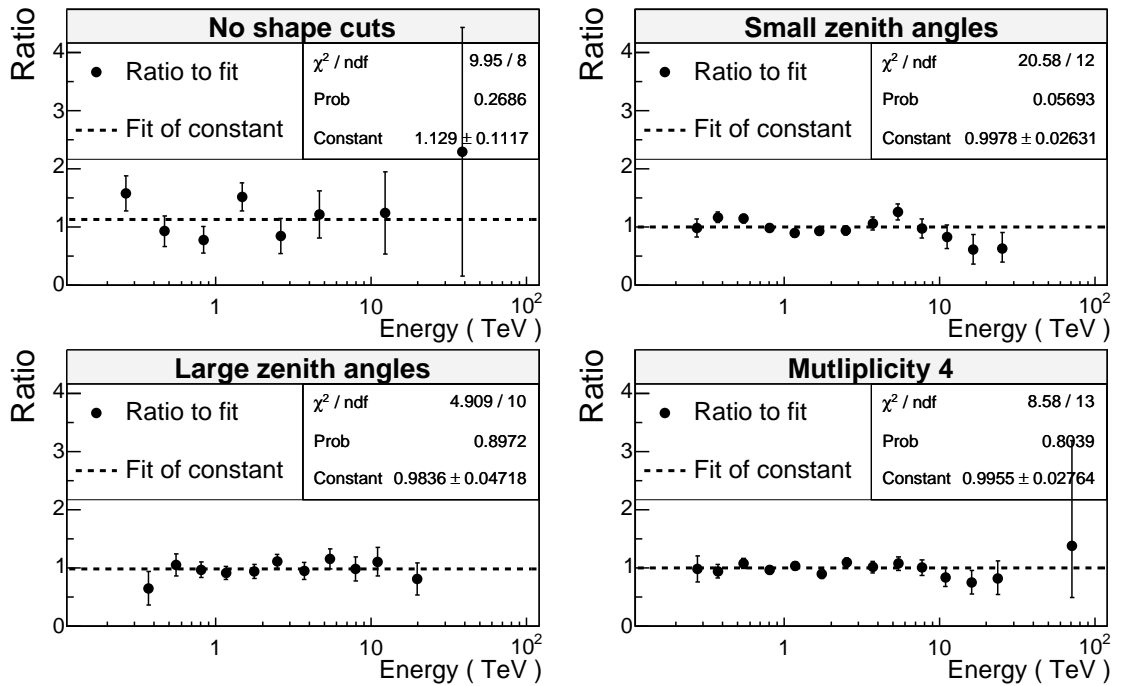 No shape cuts
Ratio
4
3
2
1
0
Ratio to fit
Fit of constant
χ² / ndf 9.95 / 8
Prob 0.2686
Constant 1.129 ± 0.1117
1 10 10²
Energy ( TeV )
Small zenith angles
Ratio
4
3
2
1
0
Ratio to fit
Fit of constant
χ² / ndf 20.58 / 12
Prob 0.05693
Constant 0.9978 ± 0.02631
1 10 10²
Energy ( TeV )
Large zenith angles
Ratio
4
3
2
1
0
Ratio to fit
Fit of constant
χ² / ndf 4.909 / 10
Prob 0.8972
Constant 0.9836 ± 0.04718
1 10 10²
Energy ( TeV )
Mutliplicity 4
Ratio
4
3
2
1
0
Ratio to fit
Fit of constant
χ² / ndf 8.58 / 13
Prob 0.8039
Constant 0.9955 ± 0.02764
1 10 10²
Energy ( TeV )